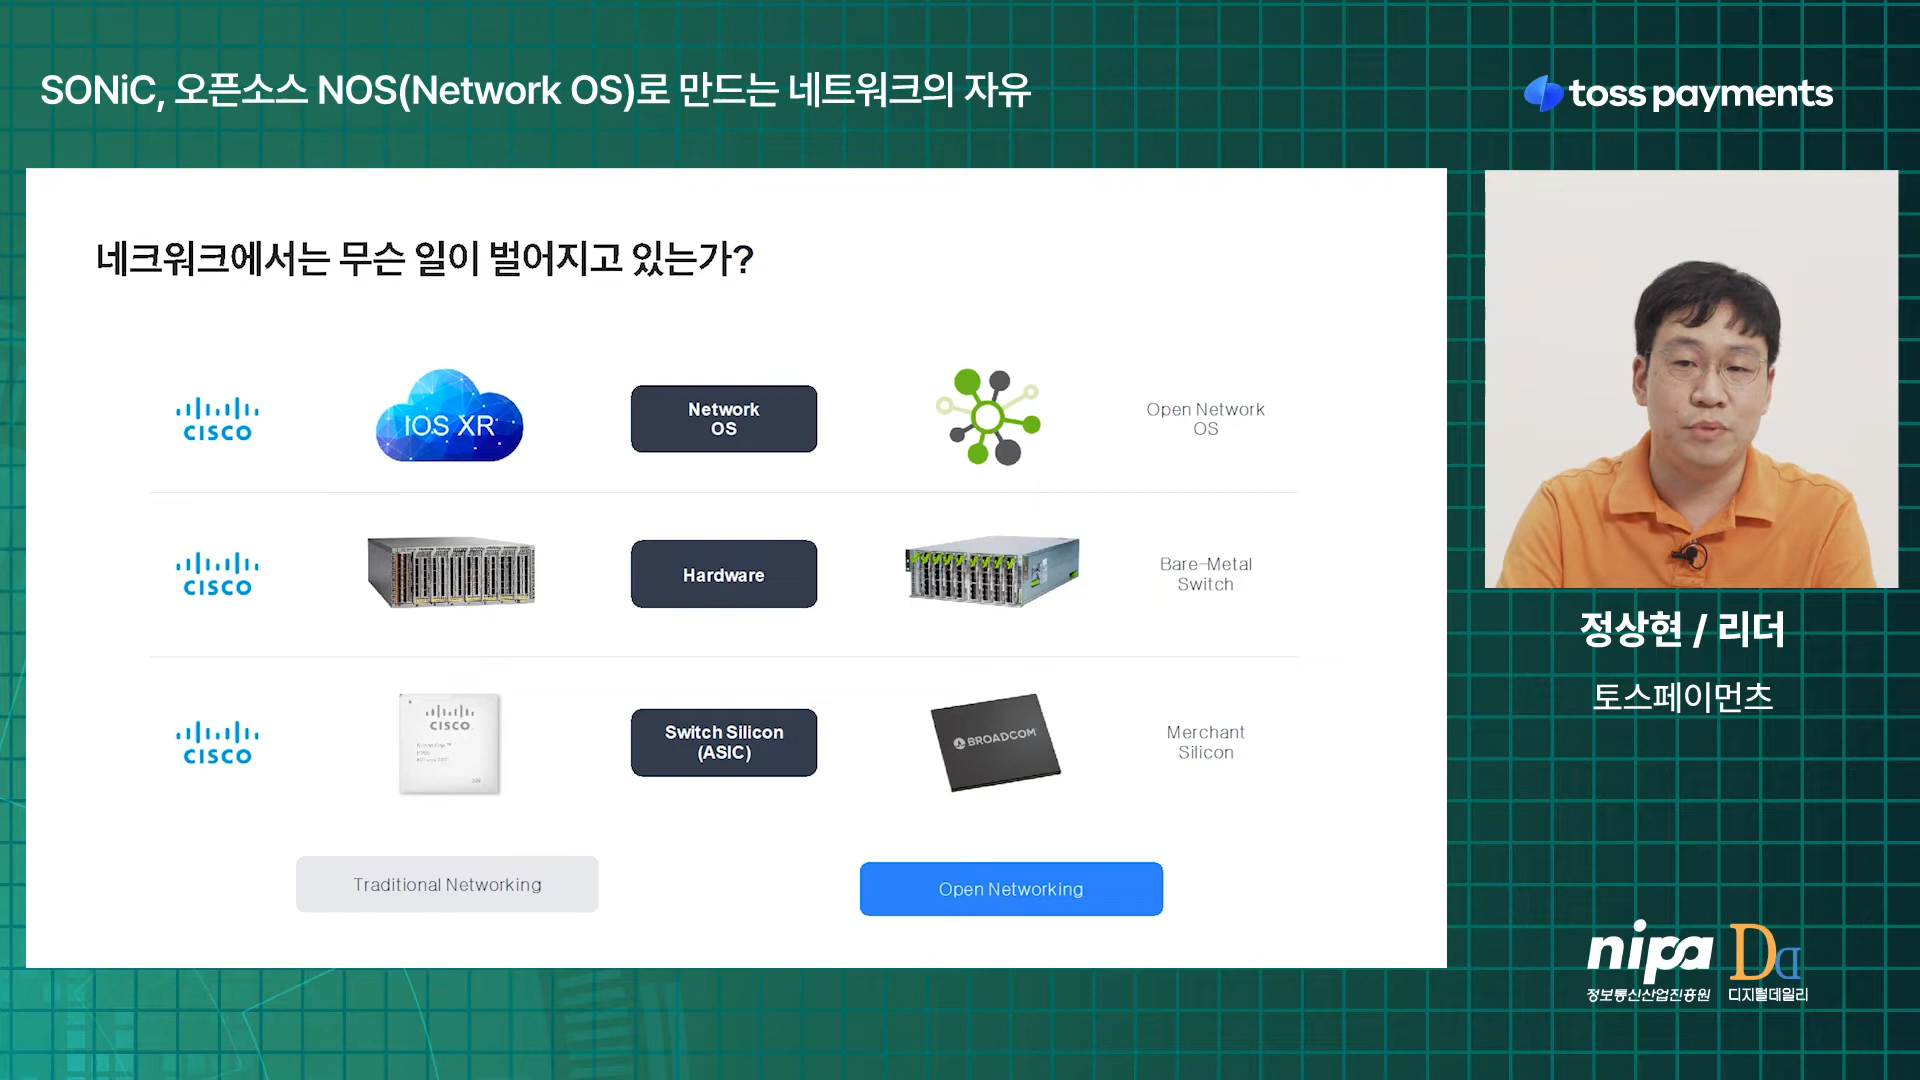 SONiC, 오픈소스 NOS(Network OS)로 만드는 네트워크의 자유
toss payments
네크워크에서는 무슨 일이 벌어지고 있는가?
CISCO
IOS XR
Network
OS
Open Network
OS
CISCO
Hardware
Bare-Metal
Switch
CISCO
CISCO
Switch Silicon
(ASIC)
BROADCOM
Merchant
Silicon
Traditional Networking
Open Networking
정상현 / 리더
토스페이먼츠
nipa
정보통신산업진흥원
Dd
디지털데일리